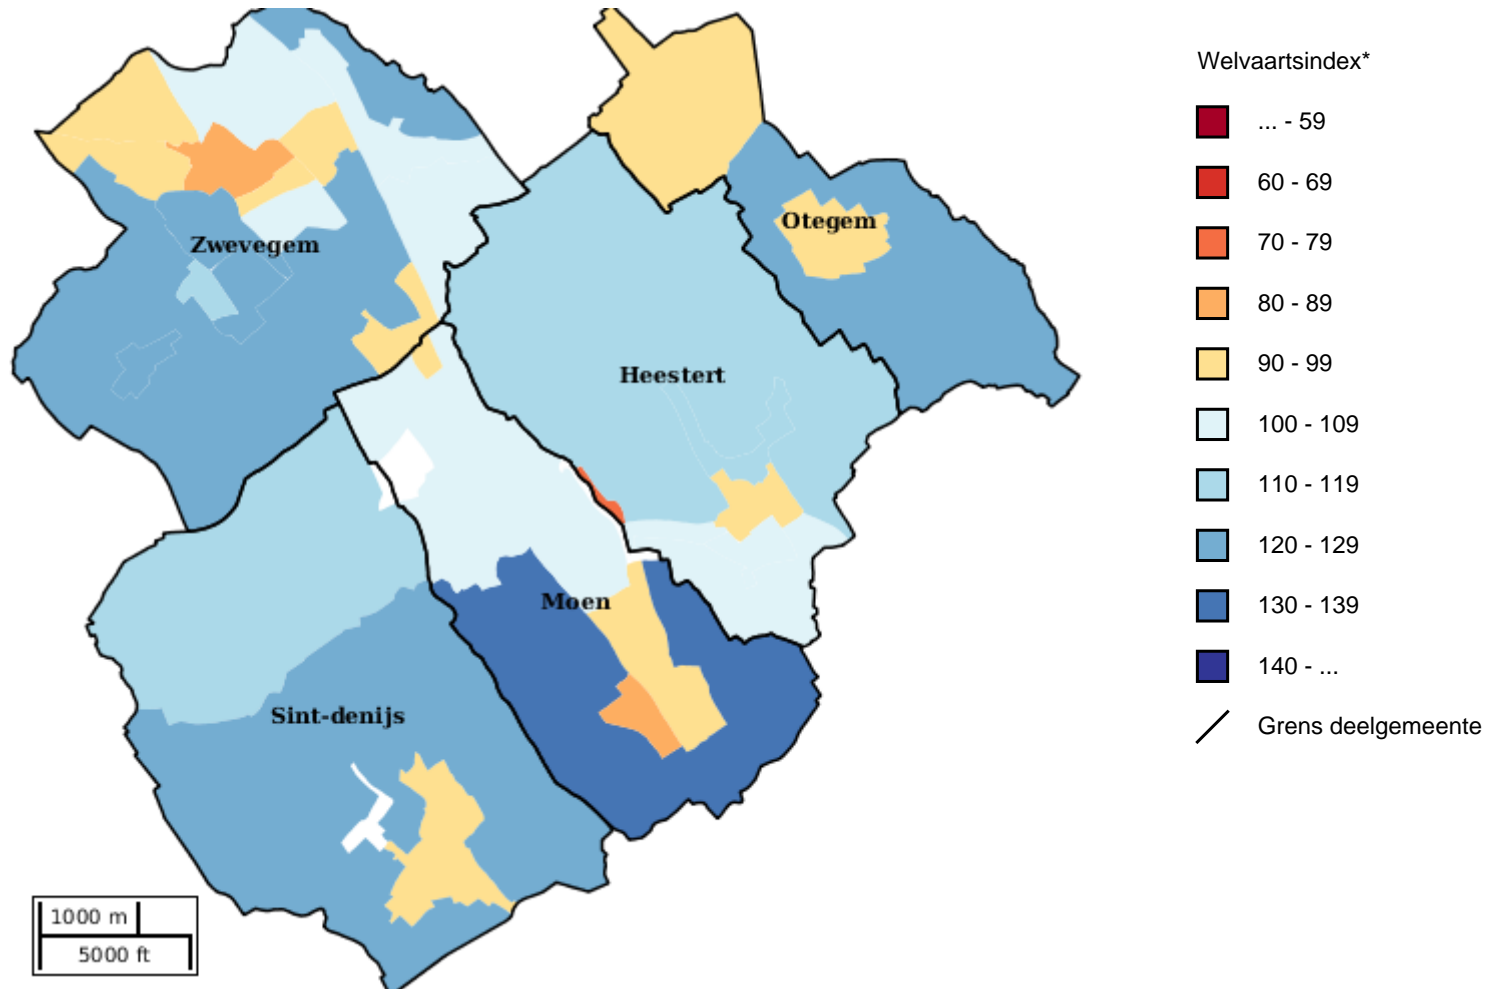 Zwevegem
Otegem
Heestert
Moen
Sint-denijs
1000 m
5000 ft
Welvaartsindex*
... - 59
60 - 69
70 - 79
80 - 89
90 - 99
100 - 109
110 - 119
120 - 129
130 - 139
140 - ...
Grens deelgemeente